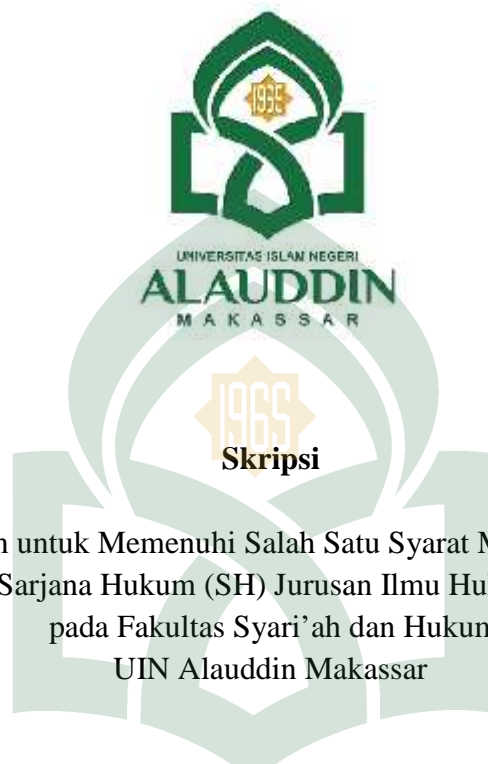 1965
UNIVERSITAS ISLAM NEGERI
ALAUDDIN
MAKASSAR
1965
Skripsi
untuk Memenuhi Salah Satu Syarat
Sarjana Hukum (SH) Jurusan Ilmu
pada Fakultas Syari'ah dan
UIN Alauddin Makassar